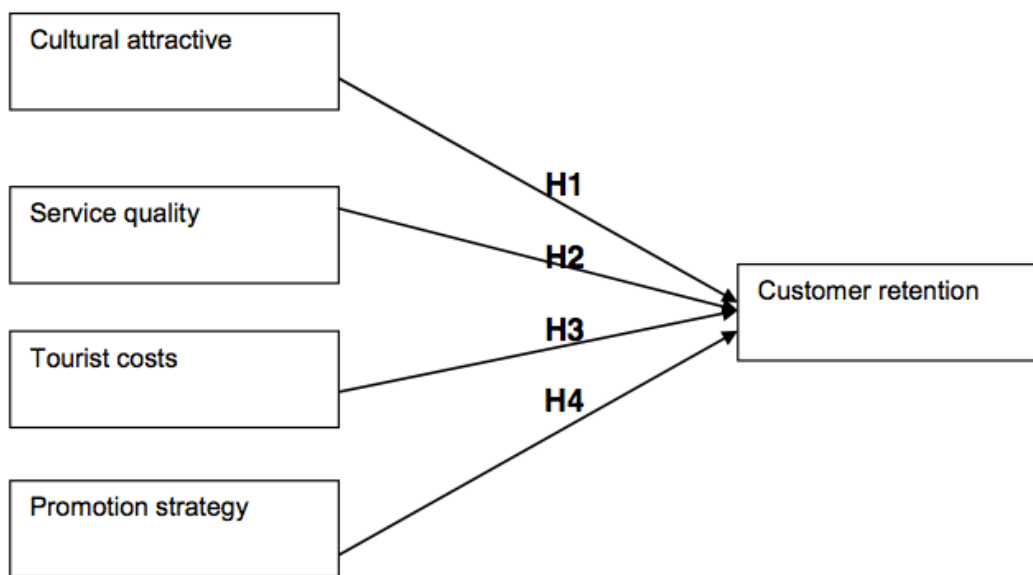 Cultural attractive
H1
Service quality
H2
Customer retention
H3
Tourist costs
H4
Promotion strategy